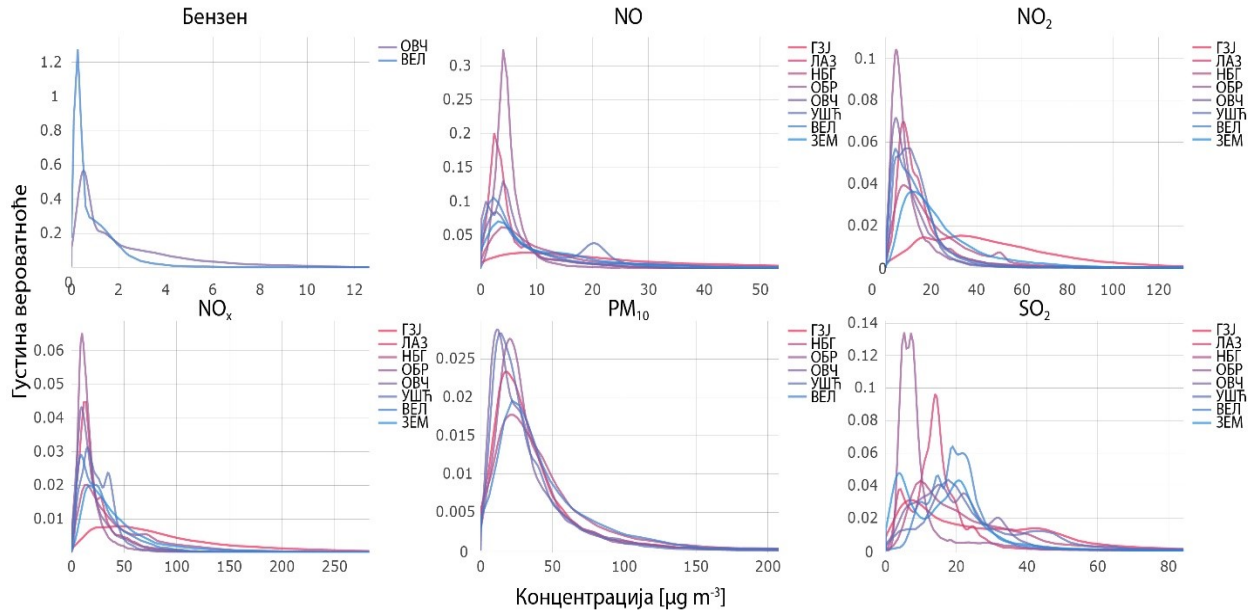 Бензен
1.2
1
0.8
0.6
0.4
0.2
0
0 2 4 6 8 10 12
ОВЧ
ВЕЛ
NO
0.3
0.25
0.2
0.15
0.1
0.05
0
0 10 20 30 40 50
ГЗЈ
ЛАЗ
НБГ
ОБР
ОВЧ
УШЋ
ВЕЛ
ЗЕМ
NO₂
0.1
0.08
0.06
0.04
0.02
0
0 20 40 60 80 100 120
ГЗЈ
ЛАЗ
НБГ
ОБР
ОВЧ
УШЋ
ВЕЛ
ЗЕМ
Густина вероватноће
NOₓ
0.06
0.05
0.04
0.03
0.02
0.01
0
0 50 100 150 200 250
ГЗЈ
ЛАЗ
НБГ
ОБР
ОВЧ
УШЋ
ВЕЛ
ЗЕМ
PM₁₀
0.025
0.02
0.015
0.01
0.005
0
0 50 100 150 200
ГЗЈ
НБГ
ОБР
ОВЧ
УШЋ
ВЕЛ
SO₂
0.14
0.12
0.1
0.08
0.06
0.04
0.02
0
0 20 40 60 80
ГЗЈ
ЛАЗ
НБГ
ОБР
ОВЧ
УШЋ
ВЕЛ
ЗЕМ
Концентрација [µg m⁻³]